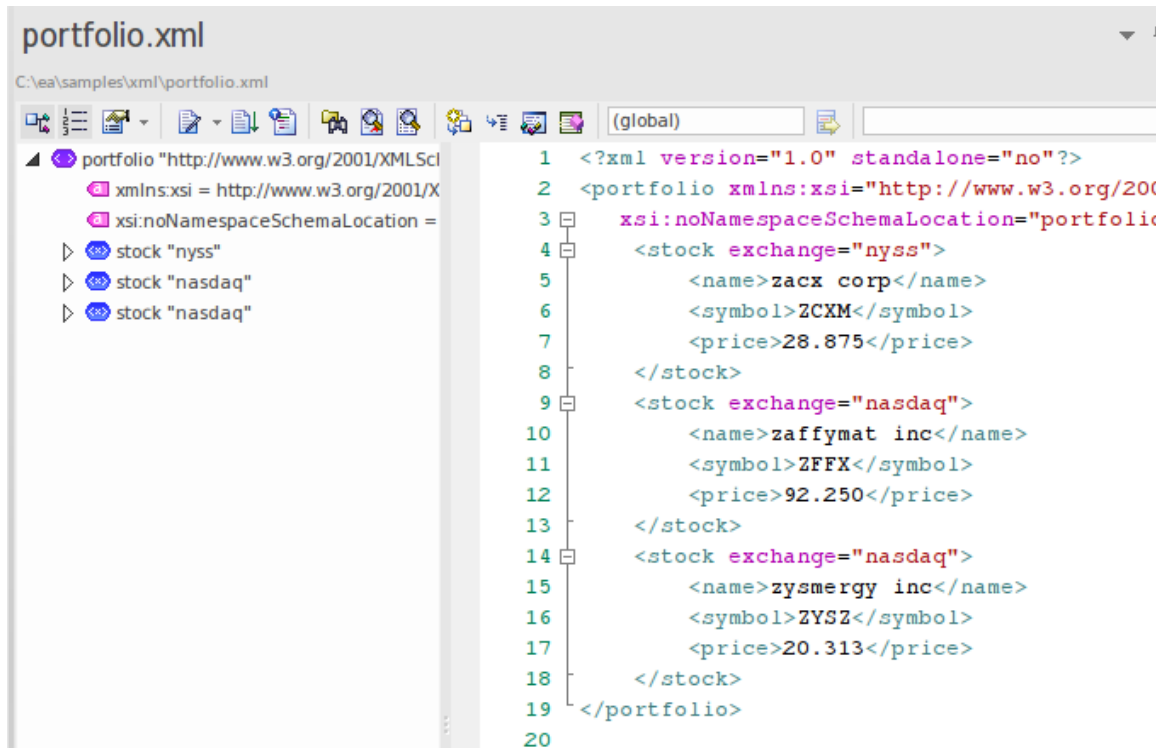 portfolio.xml
C:\ea\samples\xml\portfolio.xml
(global)
portfolio "http://www.w3.org/2001/XMLScl
xmlns:xsi = http://www.w3.org/2001/X
xsi:noNamespaceSchemaLocation =
stock "nyss"
stock "nasdaq"
stock "nasdaq"
1 <?xml version="1.0" standalone="no"?>
2 <portfolio xmlns:xsi="http://www.w3.org/200
3 xsi:noNamespaceSchemaLocation="portfolio
4 <stock exchange="nyss">
5 <name>zacx corp</name>
6 <symbol>ZCXM</symbol>
7 <price>28.875</price>
8 </stock>
9 <stock exchange="nasdaq">
10 <name>zaffymat inc</name>
11 <symbol>ZFFX</symbol>
12 <price>92.250</price>
13 </stock>
14 <stock exchange="nasdaq">
15 <name>zysmergy inc</name>
16 <symbol>ZYSZ</symbol>
17 <price>20.313</price>
18 </stock>
19 </portfolio>
20